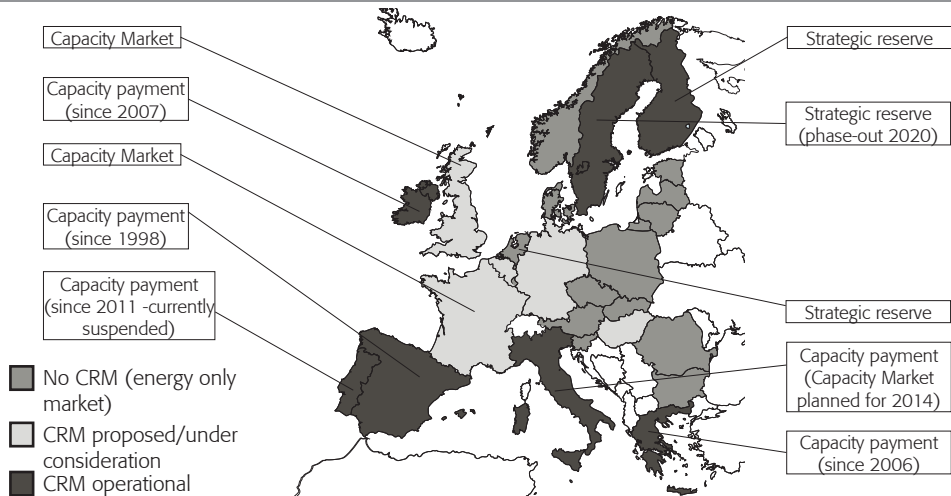 Capacity Market
Capacity payment
(since 2007)
Capacity Market
Capacity payment
(since 1998)
Capacity payment
(since 2011 -currently
suspended)
No CRM (energy only
market)
CRM proposed/under
consideration
CRM operational
Strategic reserve
Strategic reserve
(phase-out 2020)
Strategic reserve
Capacity payment
(Capacity Market
planned for 2014)
Capacity payment
(since 2006)